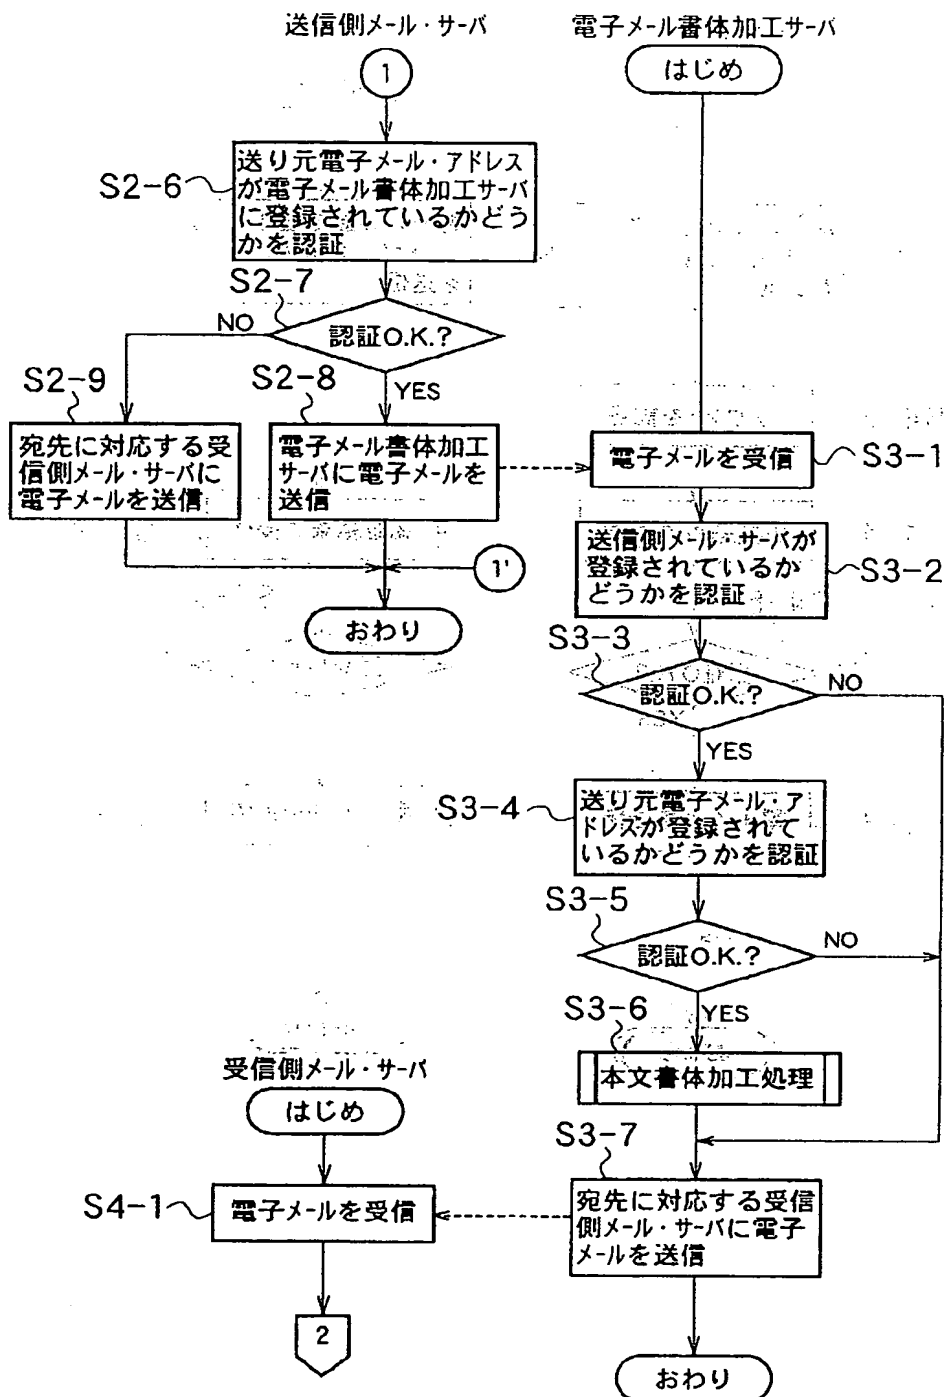 送信側メール・サーバ
1
S2-6
送り元電子メール・アドレス
が電子メール書体加工サーバ
に登録されているかどう
かを認証
S2-7
認証O.K.?
NO
YES
S2-9
宛先に対応する受
信側メール・サーバに
電子メールを送信
S2-8
電子メール書体加工
サーバに電子メールを
送信
1'
おわり
電子メール書体加工サーバ
はじめ
電子メールを受信
S3-1
送信側メール・サーバが
登録されているか
どうかを認証
S3-2
S3-3
認証O.K.?
NO
YES
S3-4
送り元電子メール・ア
ドレスが登録されて
いるかどうかを認証
S3-5
認証O.K.?
NO
YES
S3-6
本文書体加工処理
S3-7
宛先に対応する受信
側メール・サーバに電子
メールを送信
おわり
受信側メール・サーバ
はじめ
S4-1
電子メールを受信
2